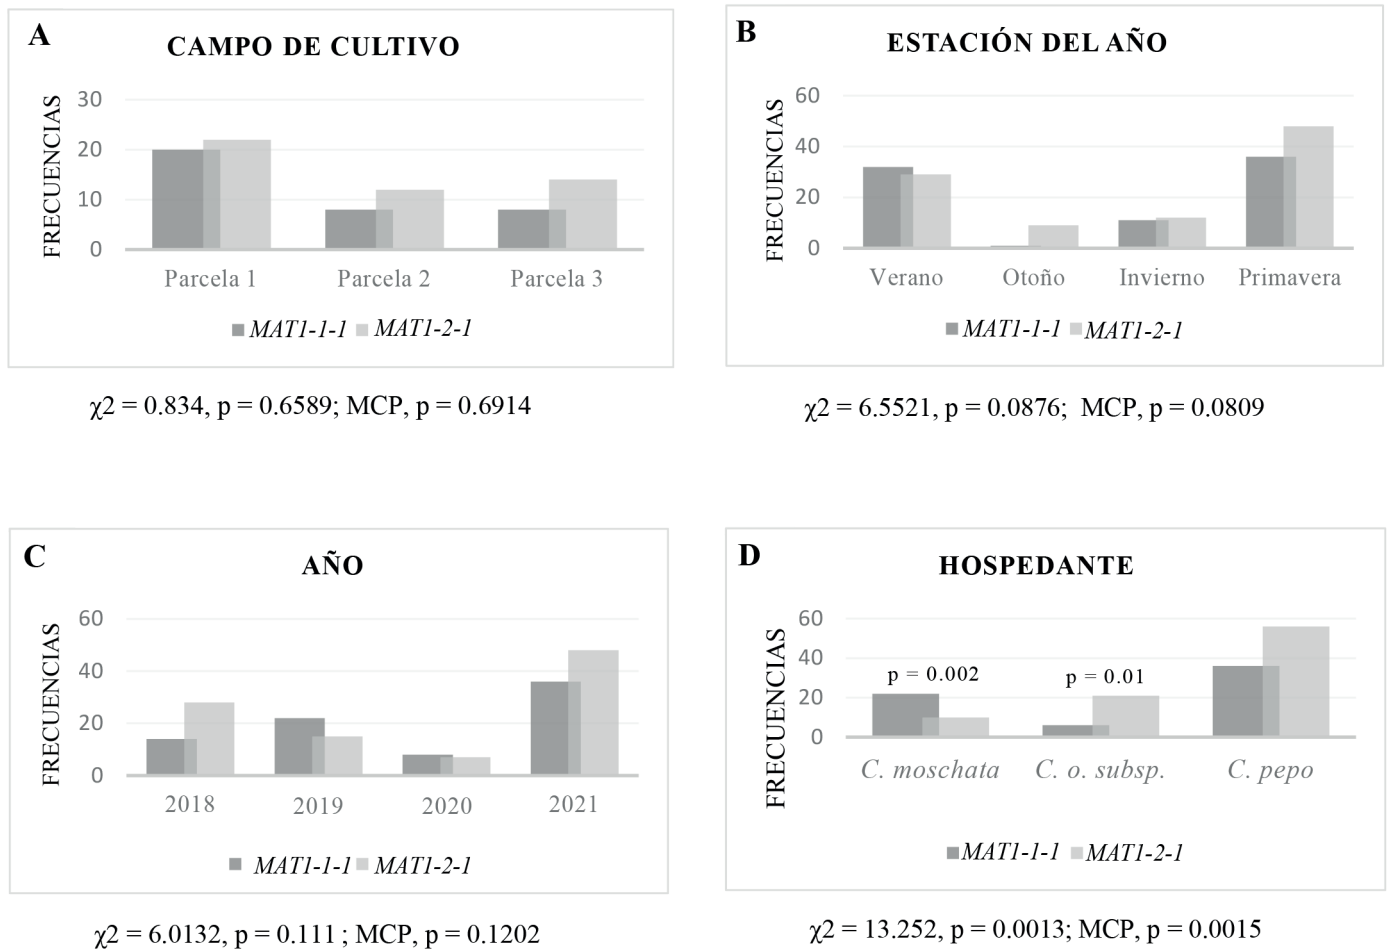 A
CAMPO DE CULTIVO
FRECUENCIAS
30
20
10
0
Parcela 1 Parcela 2 Parcela 3
MAT1-1-1 MAT1-2-1
χ2 = 0.834, p = 0.6589; MCP, p = 0.6914
B
ESTACIÓN DEL AÑO
FRECUENCIAS
60
40
20
0
Verano Otoño Invierno Primavera
MAT1-1-1 MAT1-2-1
χ2 = 6.5521, p = 0.0876; MCP, p = 0.0809
C
AÑO
FRECUENCIAS
60
40
20
0
2018 2019 2020 2021
MAT1-1-1 MAT1-2-1
χ2 = 6.0132, p = 0.111 ; MCP, p = 0.1202
D
HOSPEDANTE
FRECUENCIAS
60
40
20
0
p = 0.002 p = 0.01
C. moschata C. o. subsp. C. pepo
MAT1-1-1 MAT1-2-1
χ2 = 13.252, p = 0.0013; MCP, p = 0.0015